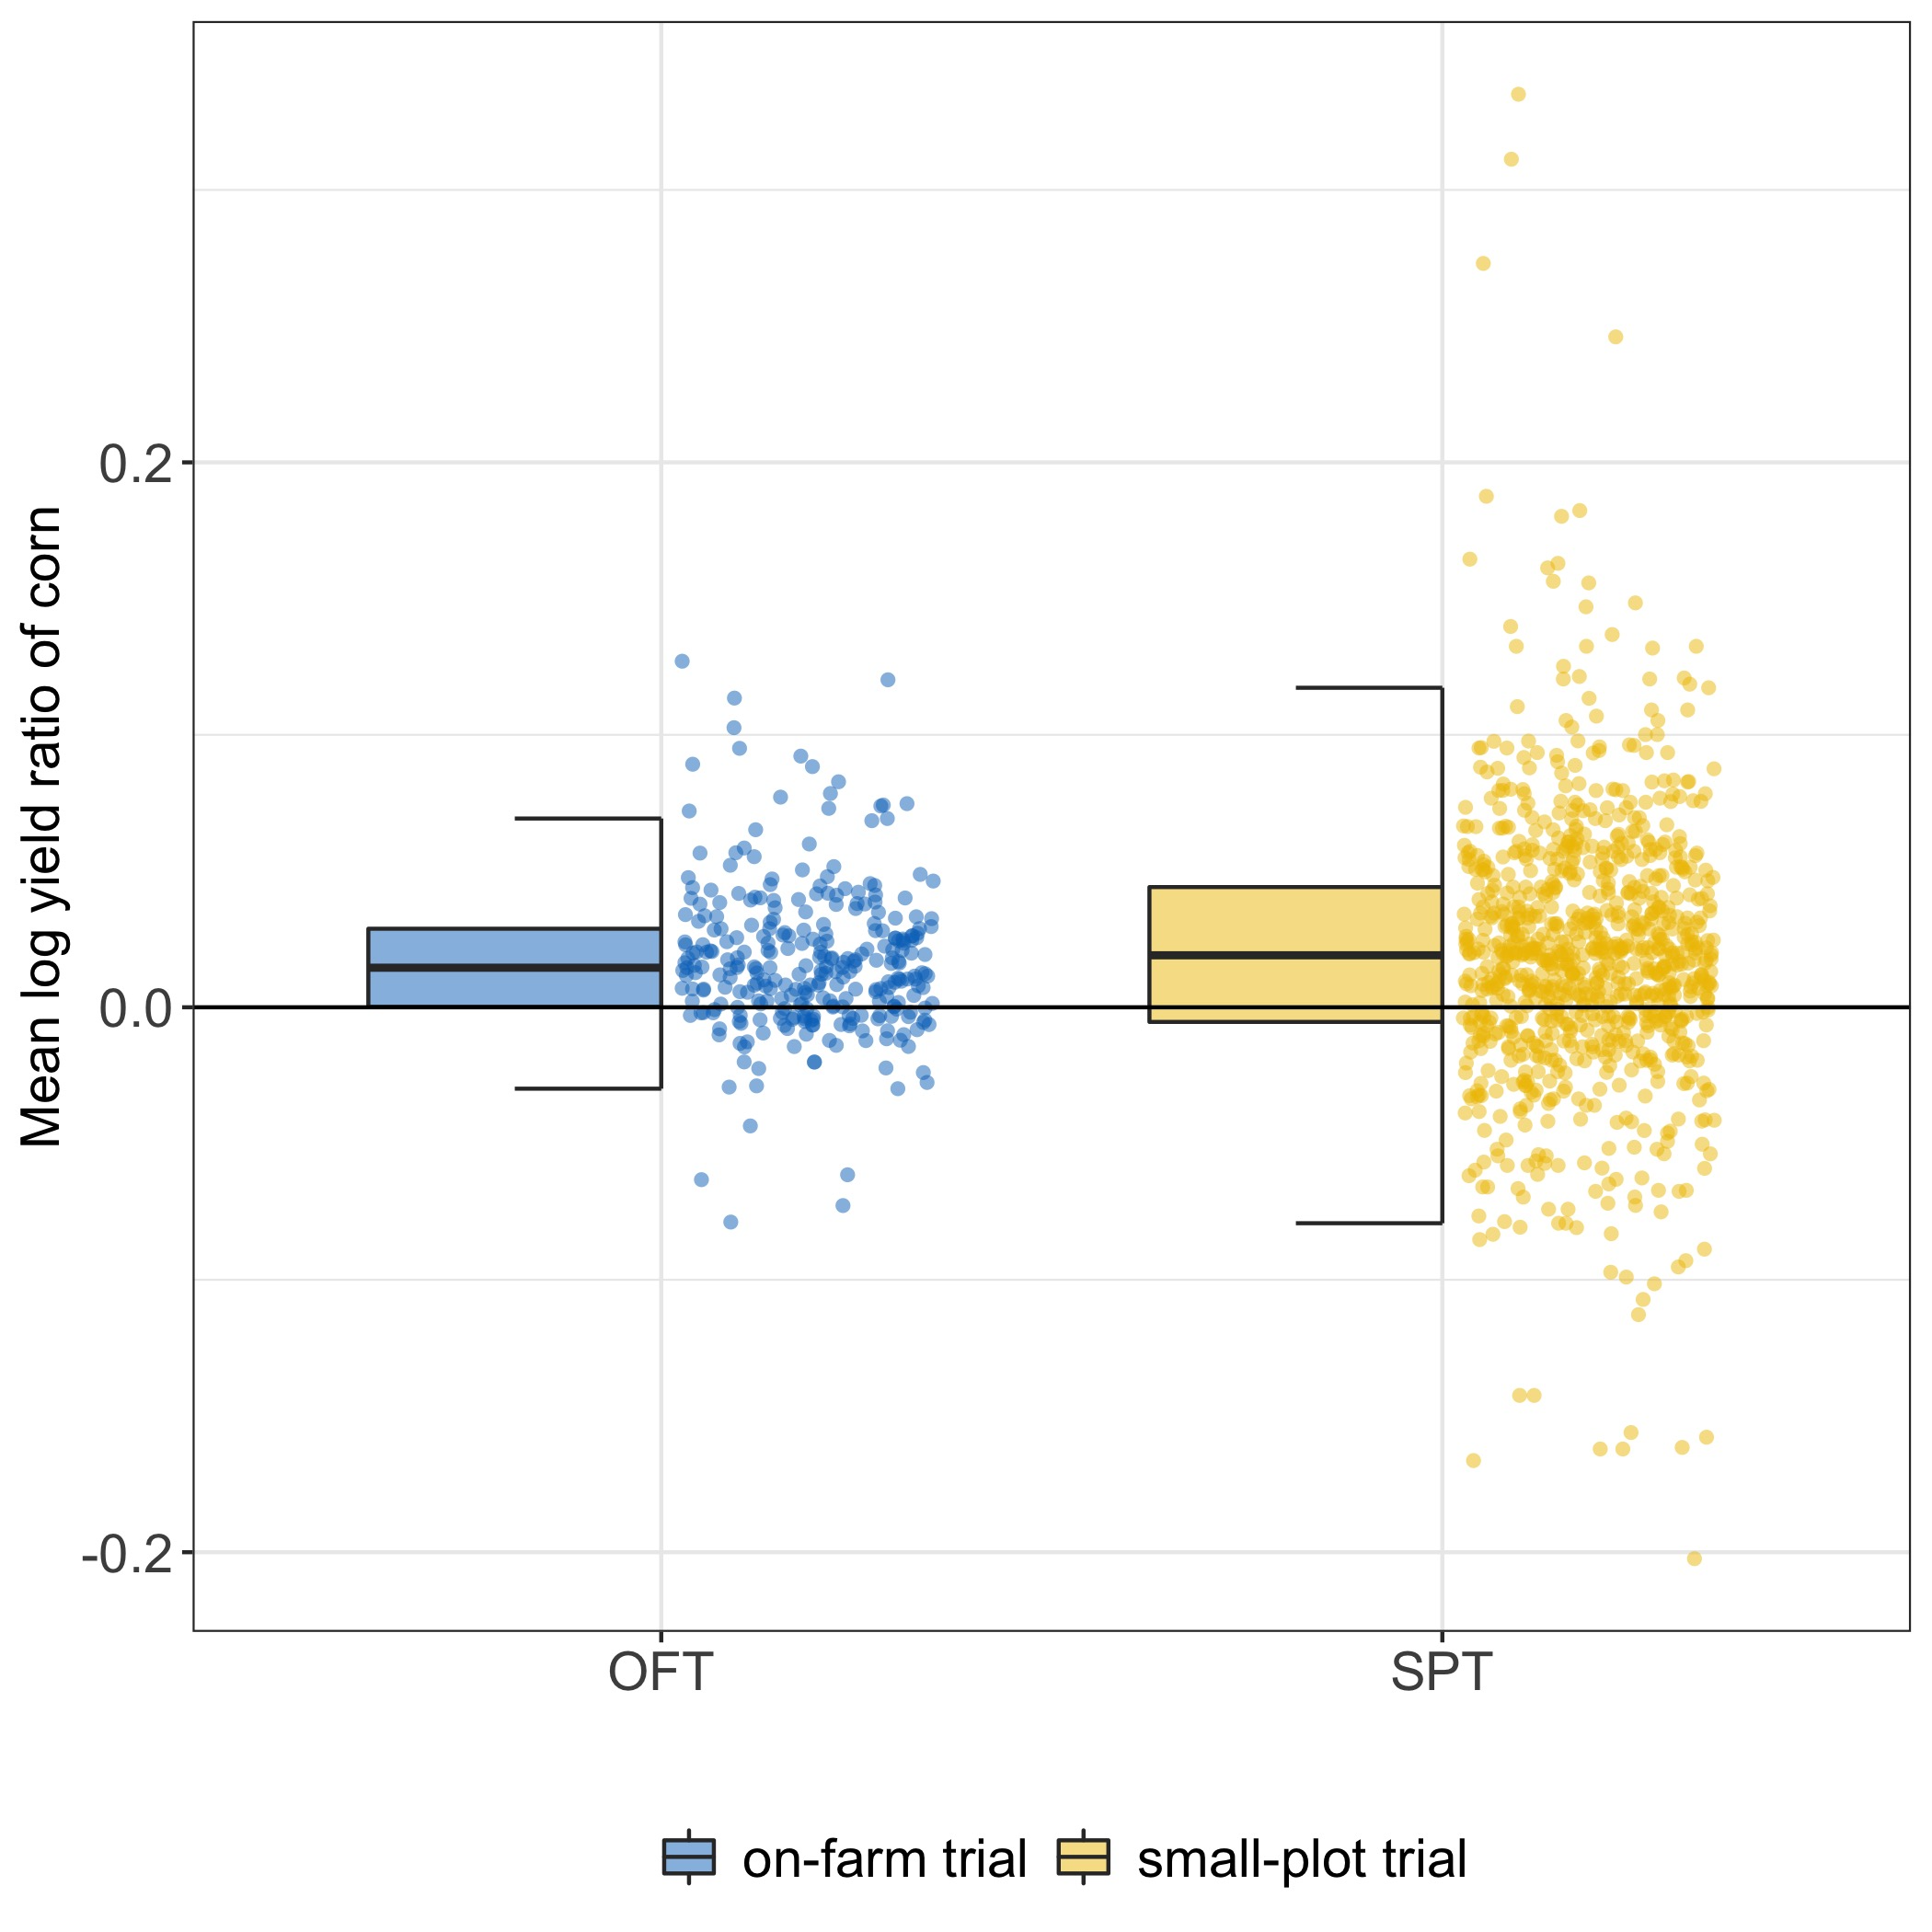 Mean log yield ratio of corn
0.2
0.0
-0.2
OFT SPT
on-farm trial small-plot trial